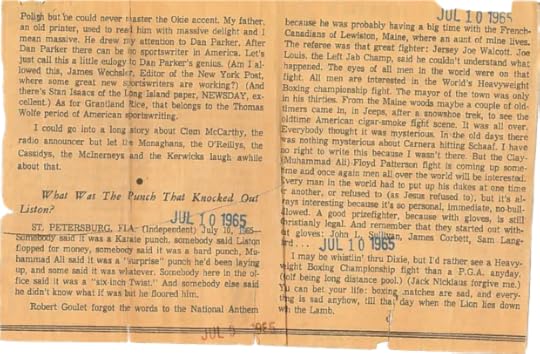 Polish but he could never master the Okie accent. My father,
an old printer, used to read him with massive delight and I
mean massive. He drew my attention to Dan Parker. After
Dan Parker there can be no sportswriter in America. Let's
just call this a little eulogy to Dan Parker's genius. (Am I al-
lowed this, James Wechsler, Editor of the New York Post,
where some great new sportswriters are working?) (And
there's Stan Isaacs of the Long Island paper, NEWSDAY, ex-
cellent.) As for Grantland Rice, that belongs to the Thomas
Wolfe period of American sportswriting.
I could go into a long story about Clem McCarthy, the
radio announcer but let the Monaghans, the O'Reilys, the
Cassidys, the McInerneys and the Kerwicks laugh awhile
about that.
What Was The Punch That Knocked Out
Liston?
JUL 10 1965
ST. PETERSBURG, FLA. (Independent) July 10, 1965—
Somebody said it was a Karate punch, somebody said Liston
flopped for money, somebody said it was a hard punch, Mu-
hammad Ali said it was a "surprise" punch he'd been laying
up, and some said it was whatever. Somebody here in the of-
fice said it was a "six-inch Twist." And somebody else said
he didn't know what it was but he floored him.
Robert Goulet forgot the words to the National Anthem
JUL 9 1965
JUL 10 1965
because he was probably having a big time with the French-
Canadians of Lewiston, Maine, where an aunt of mine lives.
The referee was that great fighter: Jersey Joe Walcott. Joe
Louis, the Left Jab Champ, said he couldn't understand what
happened. The eyes of all men in the world were on that
fight. All men are interested in the World's Heavyweight
Boxing championship fight. The mayor of the town was only
in his thirties. From the Maine woods maybe a couple of old-
timers came in, in Jeeps, after a snowshoe trek, to see the
oldtime American cigar-smoke fight scene. It was all over.
Everybody thought it was mysterious. In the old days there
was nothing mysterious about Carnera hitting Schaaf. I have
no right to write this because I wasn't there. But the Clay-
(Muhammad Ali)-Floyd Patterson fight is coming up some-
time and once again men all over the world will be interested.
Every man in the world had to put up his dukes at one time
or another, or refused to (as Jesus refused to), but it's al-
ways interesting because it's so personal, immediate, no bull-
allowed. A good prizefighter, because with gloves, is still
Christianly legal. And remember that they started out with-
out gloves: John L. Sullivan, James Corbett, Sam Lang-
ford....
JUL 10 1965
I may be whistlin' thru Dixie, but I'd rather see a Heavy-
weight Boxing Championship fight than a P.G.A. anyday,
(golf being long distance pool.) (Jack Nicklaus forgive me.)
You can bet your life: boxing matches are sad, and every-
thing is sad anyhow, till that day when the Lion lies down
with the Lamb.